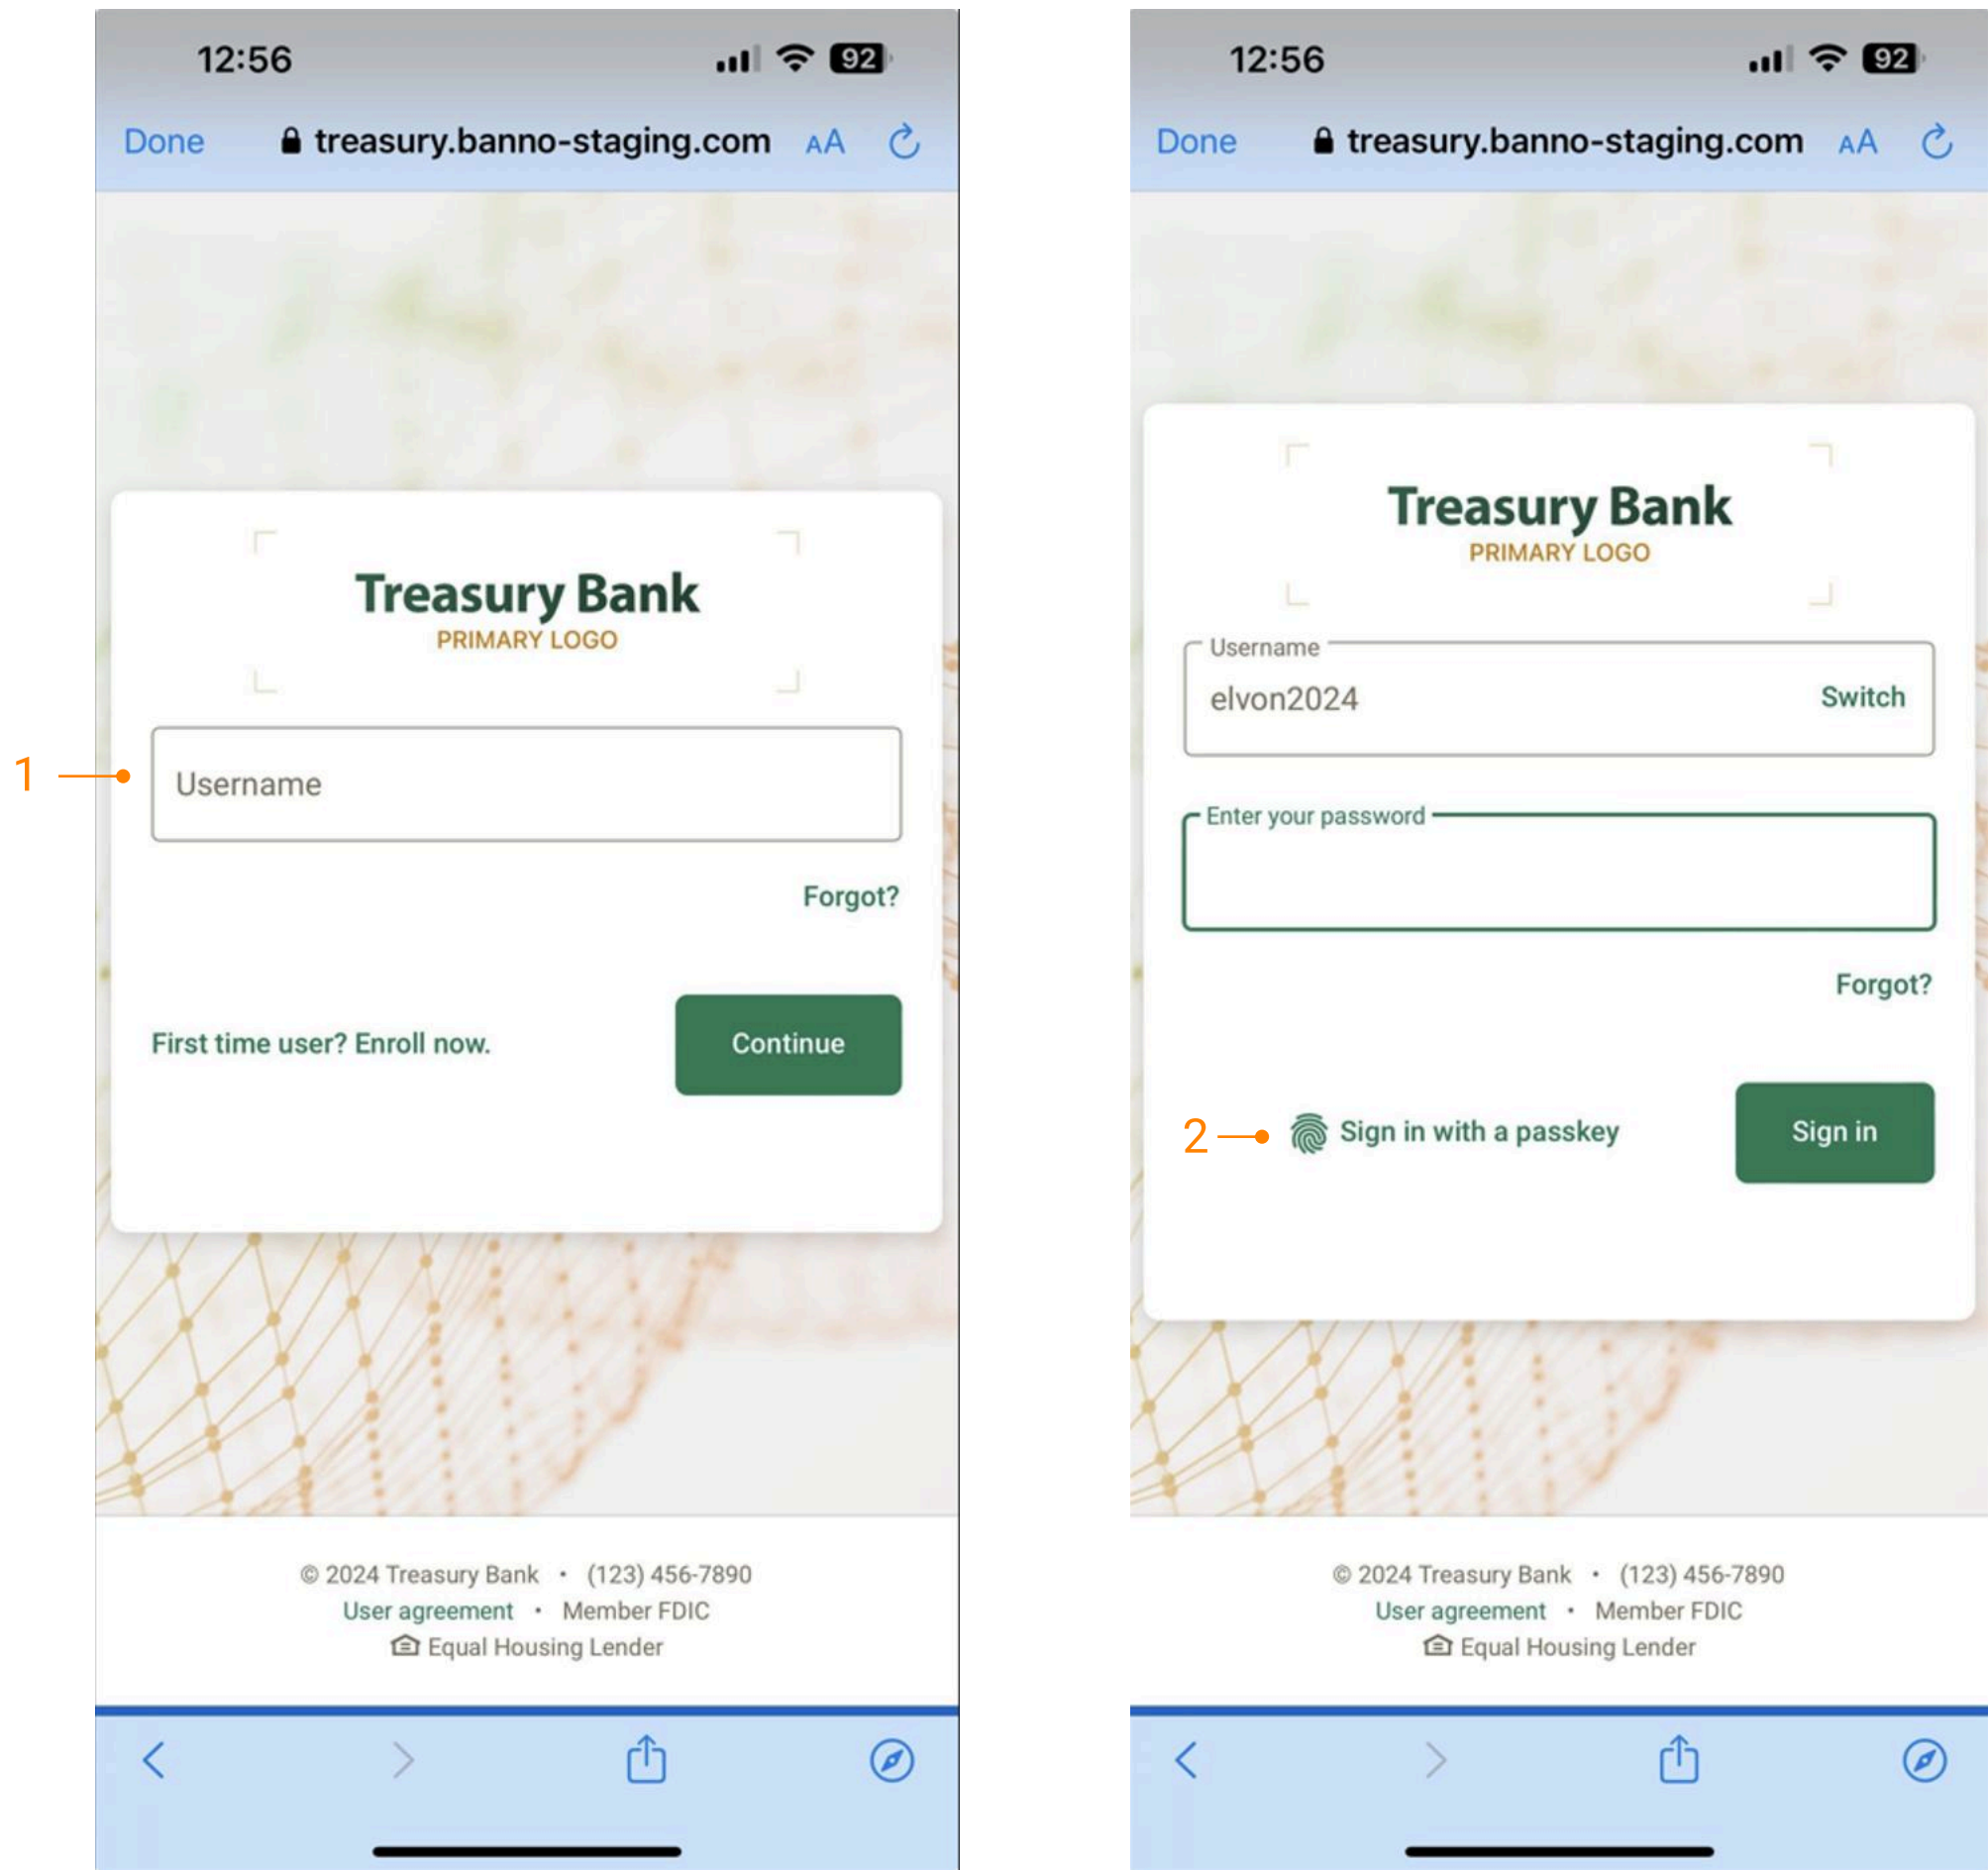 12:56
92
Done treasury.banno-staging.com AA
Treasury Bank
PRIMARY LOGO
1
Username
Forgot?
First time user? Enroll now.
Continue
© 2024 Treasury Bank • (123) 456-7890
User agreement • Member FDIC
Equal Housing Lender
12:56
92
Done treasury.banno-staging.com AA
Treasury Bank
PRIMARY LOGO
Username
elvon2024
Switch
Enter your password
Forgot?
2
Sign in with a passkey
Sign in
© 2024 Treasury Bank • (123) 456-7890
User agreement • Member FDIC
Equal Housing Lender